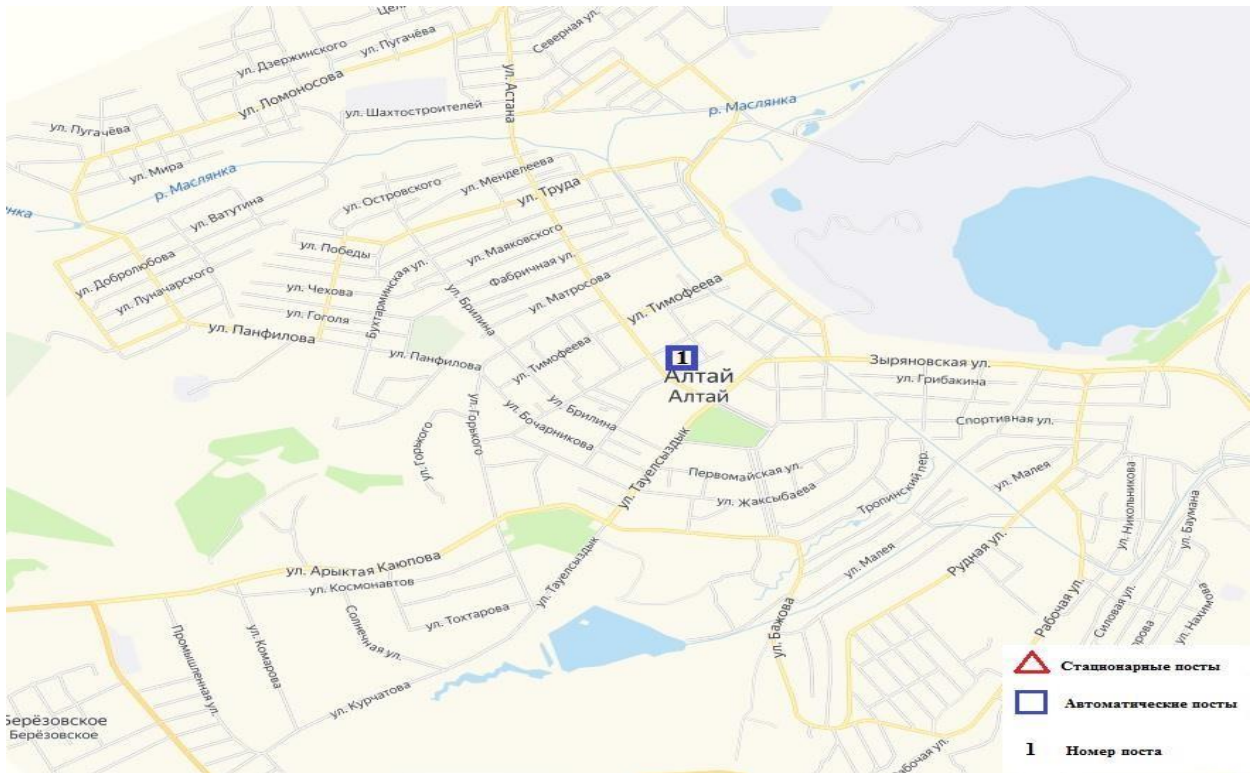 ул. Дзержинского
ул. Пугачёва
Северная ул.
ул. Ломоносова
ул. Астана
ул. Шахтостроителей
р. Маслянка
ул. Пугачёва
ул. Мира
р. Маслянка
ул. Менделеева
ул. Островского
ул. Труда
ул. Ватутина
ул. Победы
ул. Маяковского
Фабричная ул.
ул. Добролюбова
ул. Луначарского
ул. Чехова
Бухтарминская ул.
ул. Брилина
ул. Матросова
ул. Тимофеева
ул. Гоголя
ул. Панфилова
ул. Панфилова
ул. Тимофеева
1
Алтай
Алтай
Зыряновская ул.
ул. Грибакина
Спортивная ул.
ул. Горького
ул. Горького
ул. Бочарникова
ул. Брилина
ул. Тауелсыздык
Первомайская ул.
ул. Жаксыбаева
Тропинский пер.
ул. Малея
ул. Никольникова
ул. Баумана
ул. Арыктая Каюпова
ул. Космонавтов
ул. Тауелсыздык
ул. Малея
Рудная ул.
ул. Тохтарова
Солнечная ул.
ул. Комарова
Промышленная ул.
ул. Курчатова
ул. Бажова
Рабочая ул.
Силовая ул.
ул. Нахимова
Берёзовское
Берёзовское
Стационарные посты
Автоматические посты
1 Номер поста